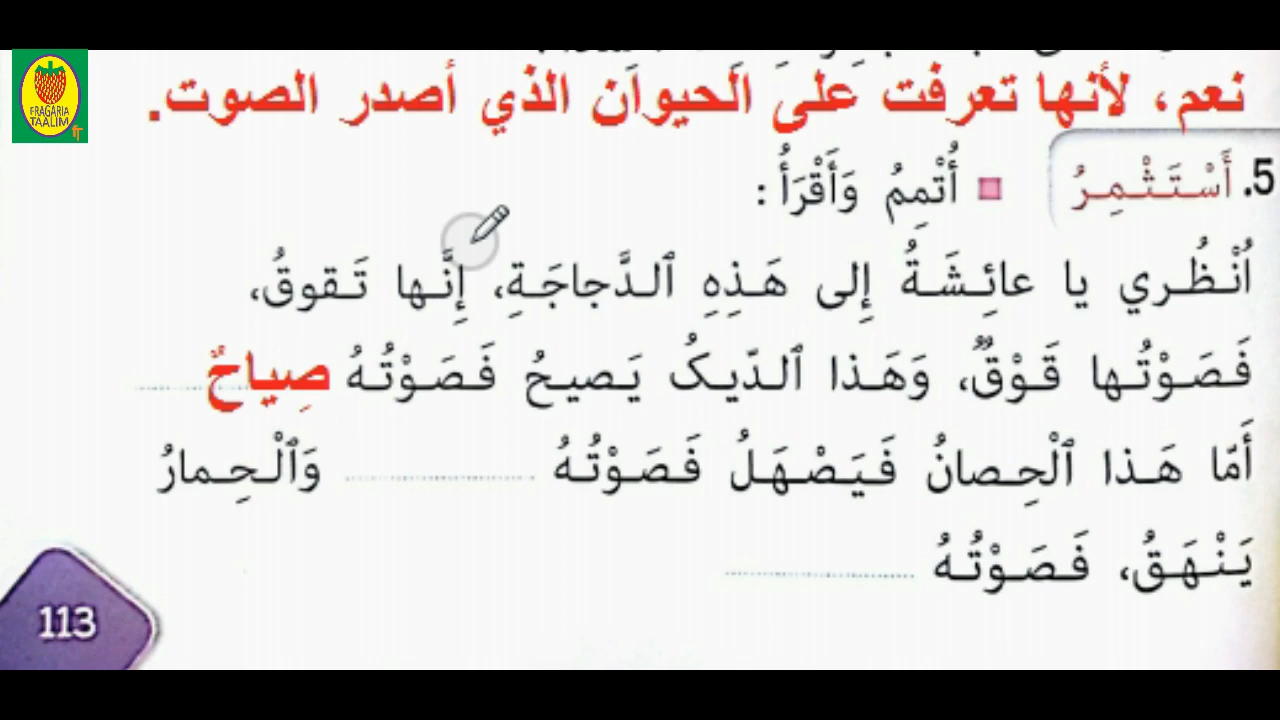 نعم، لأنها تعرفت على الحيوان الذي أصدر الصوت.
5. أَسْتَثْمِرُ ■ أُتْمِمُ وَأَقْرَأُ :
اُنْظُري يا عائِشَةُ إِلى هَذِهِ ٱلدَّجاجَةِ، إِنَّها تَقوقُ،
فَصَوْتُها قَوْقٌ، وَهَذا ٱلدّيكُ يَصيحُ فَصَوْتُهُ صِياحٌ
أَمّا هَذا ٱلْحِصانُ فَيَصْهَلُ فَصَوْتُهُ .......... وَٱلْحِمارُ
يَنْهَقُ، فَصَوْتُهُ ..........
113
FRAGARIA
TAALIM